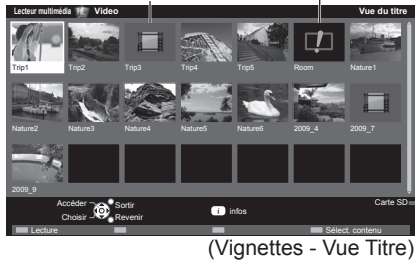 Lecteur multimédia Video Vue du titre
Trip1 Trip2 Trip3 Trip4 Trip5 Room Nature1
Nature2 Nature3 Nature4 Nature5 Nature6 2009_4 2009_7
2009_9
Accéder Sortir Carte SD
Choisir Revenir i infos
Lecture Sélect. contenu
(Vignettes - Vue Titre)